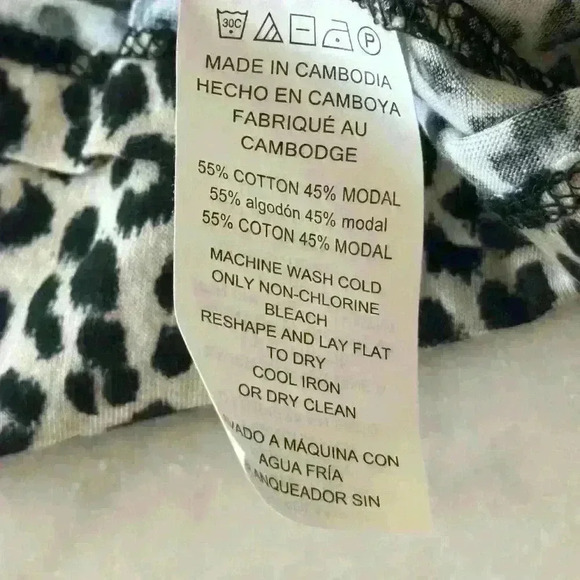 30C P
MADE IN CAMBODIA
HECHO EN CAMBOYA
FABRIQUÉ AU
CAMBODGE
55% COTTON 45% MODAL
55% algodón 45% modal
55% COTON 45% MODAL
MACHINE WASH COLD
ONLY NON-CHLORINE
BLEACH
RESHAPE AND LAY FLAT
TO DRY
COOL IRON
OR DRY CLEAN
A MÁQUINA CON
AGUA FRÍA
SIN